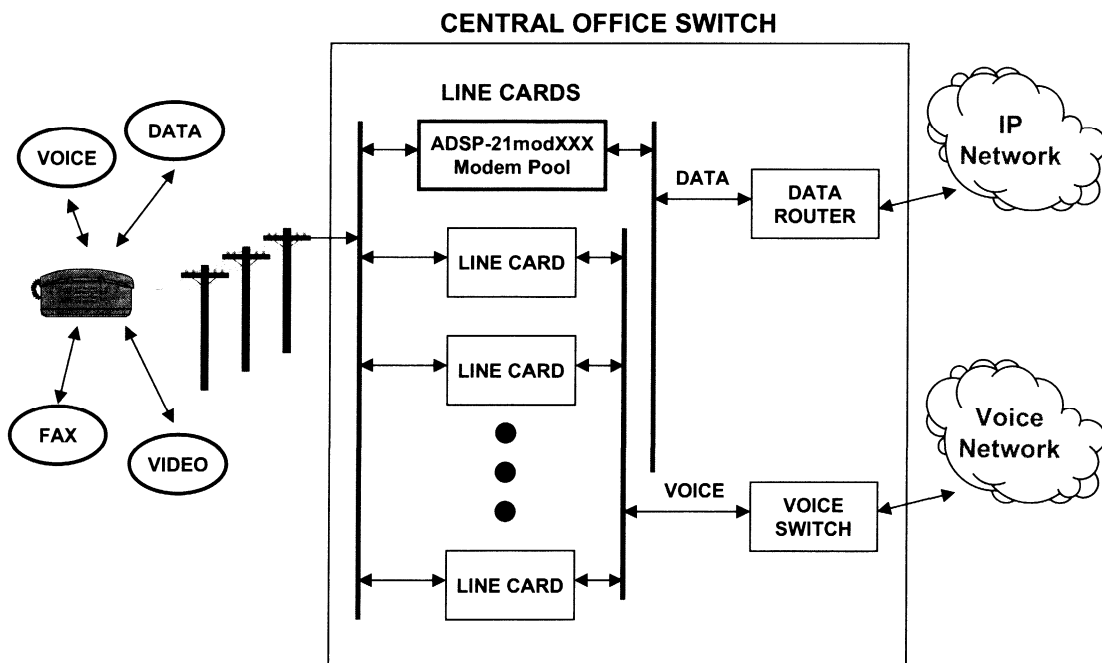 CENTRAL OFFICE SWITCH
LINE CARDS
DATA
VOICE
ADSP-21modXXX
Modem Pool
IP
Network
DATA
DATA
ROUTER
LINE CARD
LINE CARD
FAX
VIDEO
Voice
Network
VOICE
VOICE
SWITCH
LINE CARD